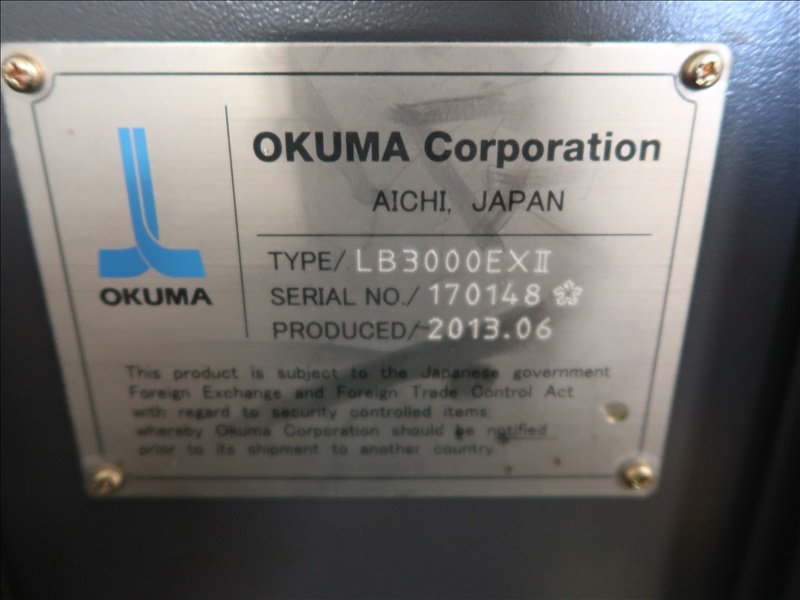 OKUMA
OKUMA Corporation
AICHI, JAPAN
TYPE/ LB3000EXⅡ
SERIAL NO./ 170148
PRODUCED/ 2013.06
This product is subject to the Japanese government
Foreign Exchange and Foreign Trade Control Act
with regard to security controlled items;
whereby Okuma Corporation should be notified
prior to its shipment to another country.